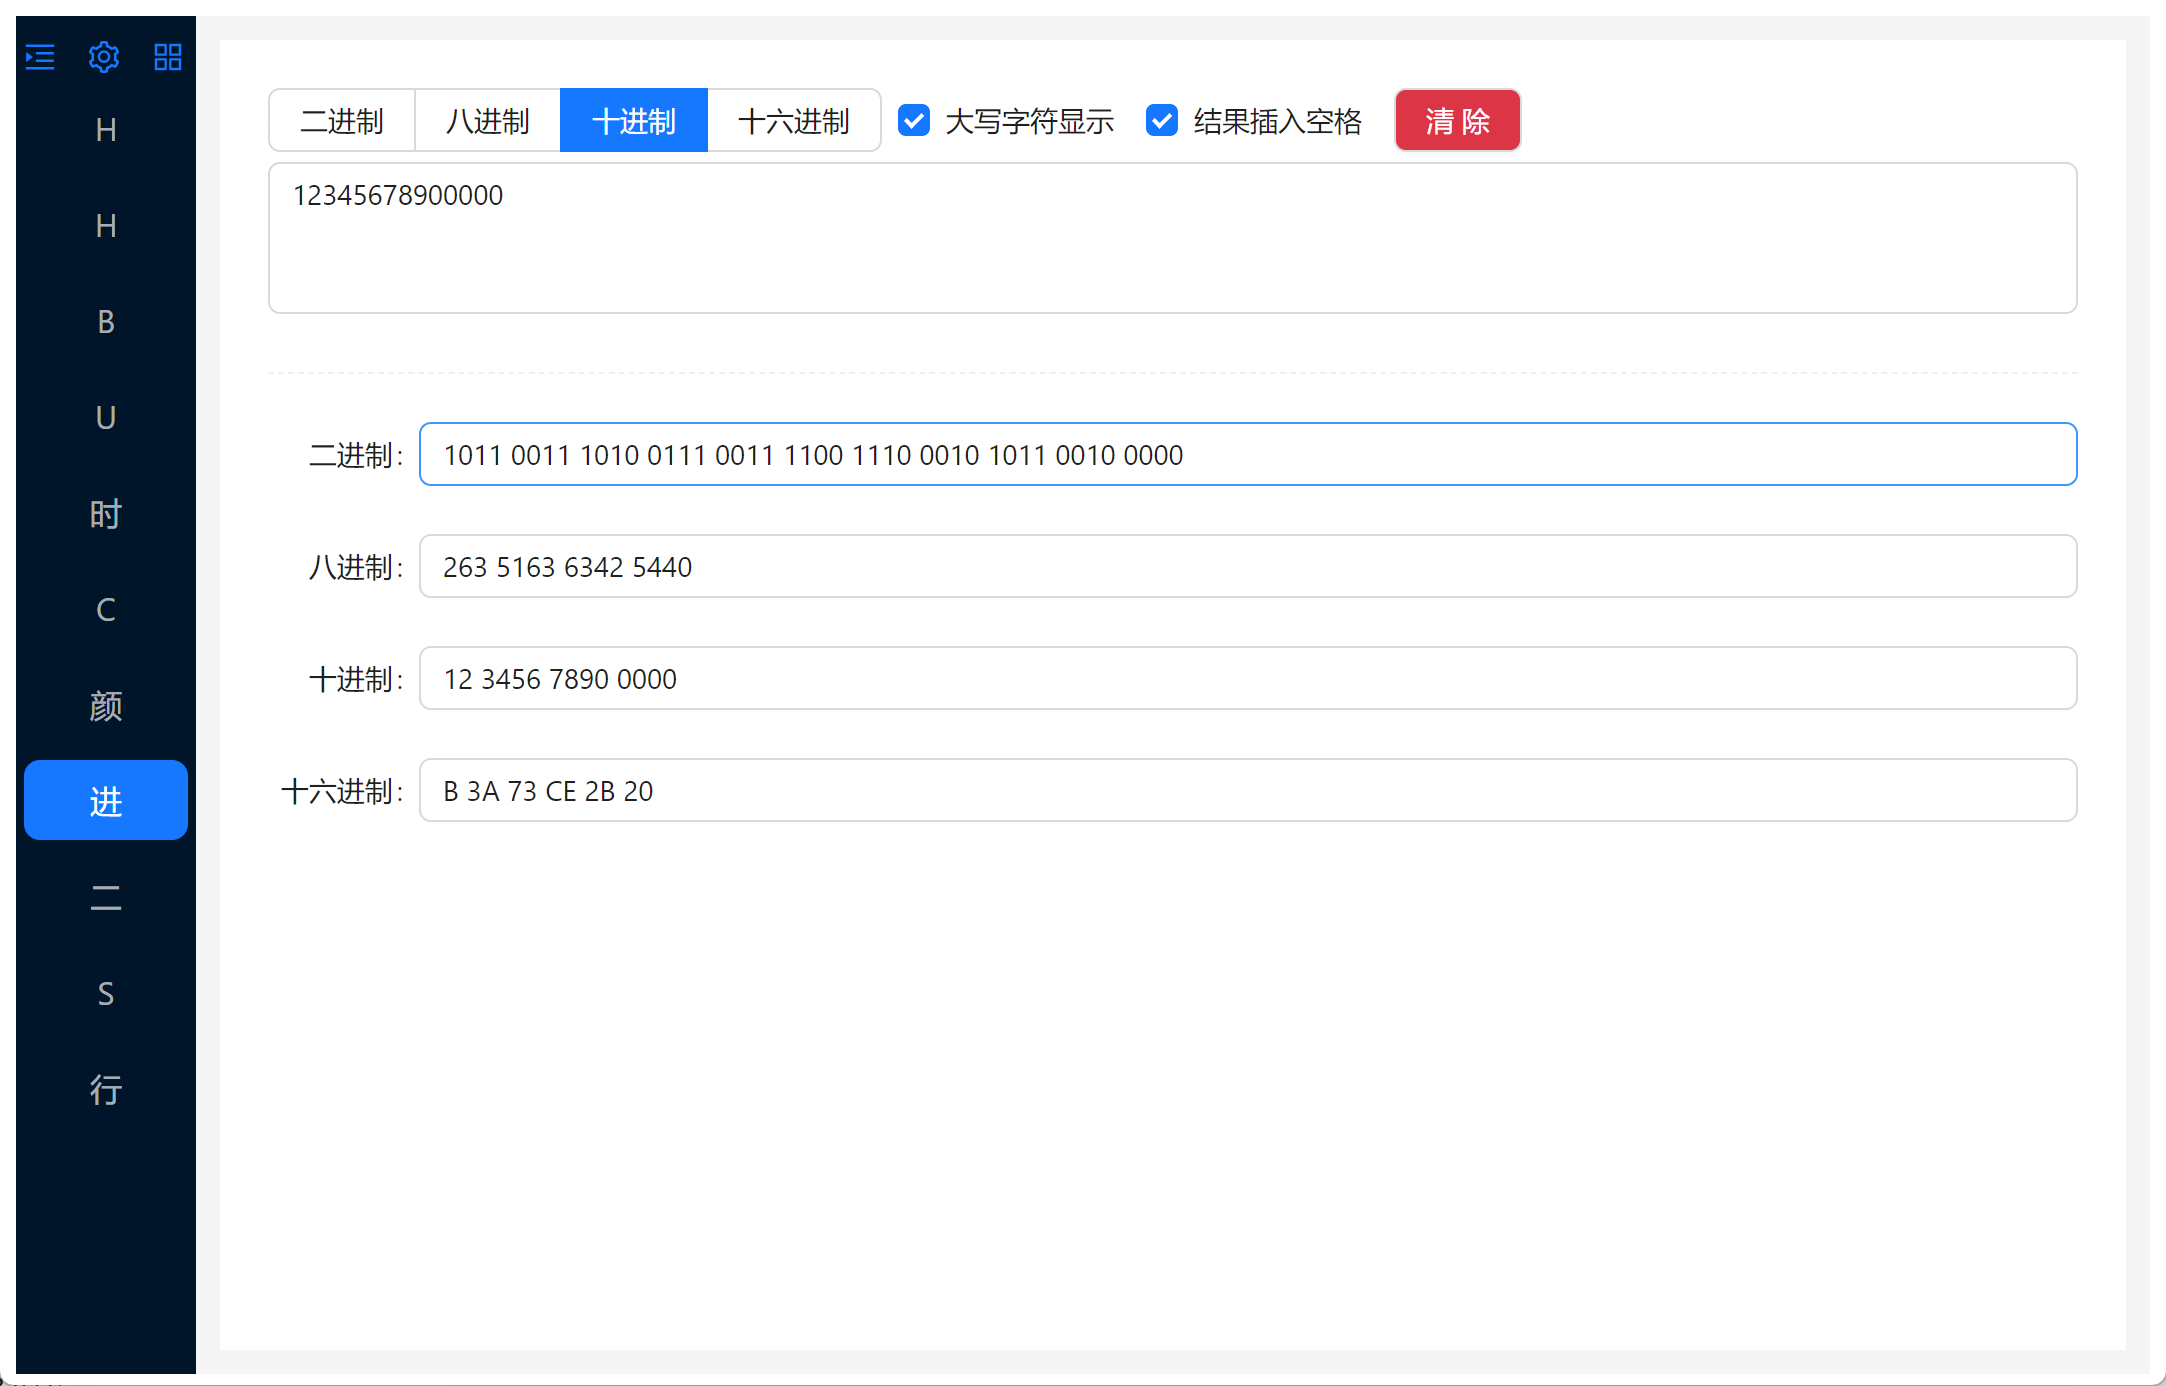 H
H
B
U
时
C
颜
进
二
S
行
二进制 八进制 十进制 十六进制 大写字符显示 结果插入空格 清 除
12345678900000
二进制: 1011 0011 1010 0111 0011 1100 1110 0010 1011 0010 0000
八进制: 263 5163 6342 5440
十进制: 12 3456 7890 0000
十六进制: B 3A 73 CE 2B 20